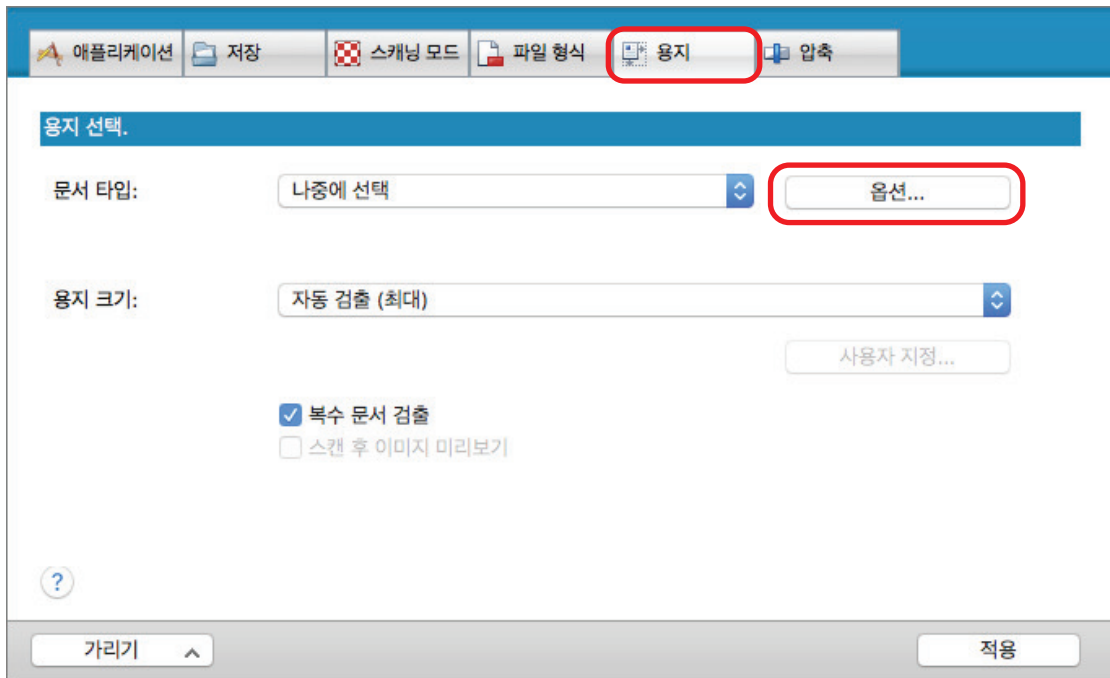 애플리케이션 저장 스캐닝 모드 파일 형식 용지 압축
용지 선택.
문서 타입: 나중에 선택 옵션...
용지 크기: 자동 검출 (최대)
사용자 지정...
복수 문서 검출
스캔 후 이미지 미리보기
?
가리기 적용